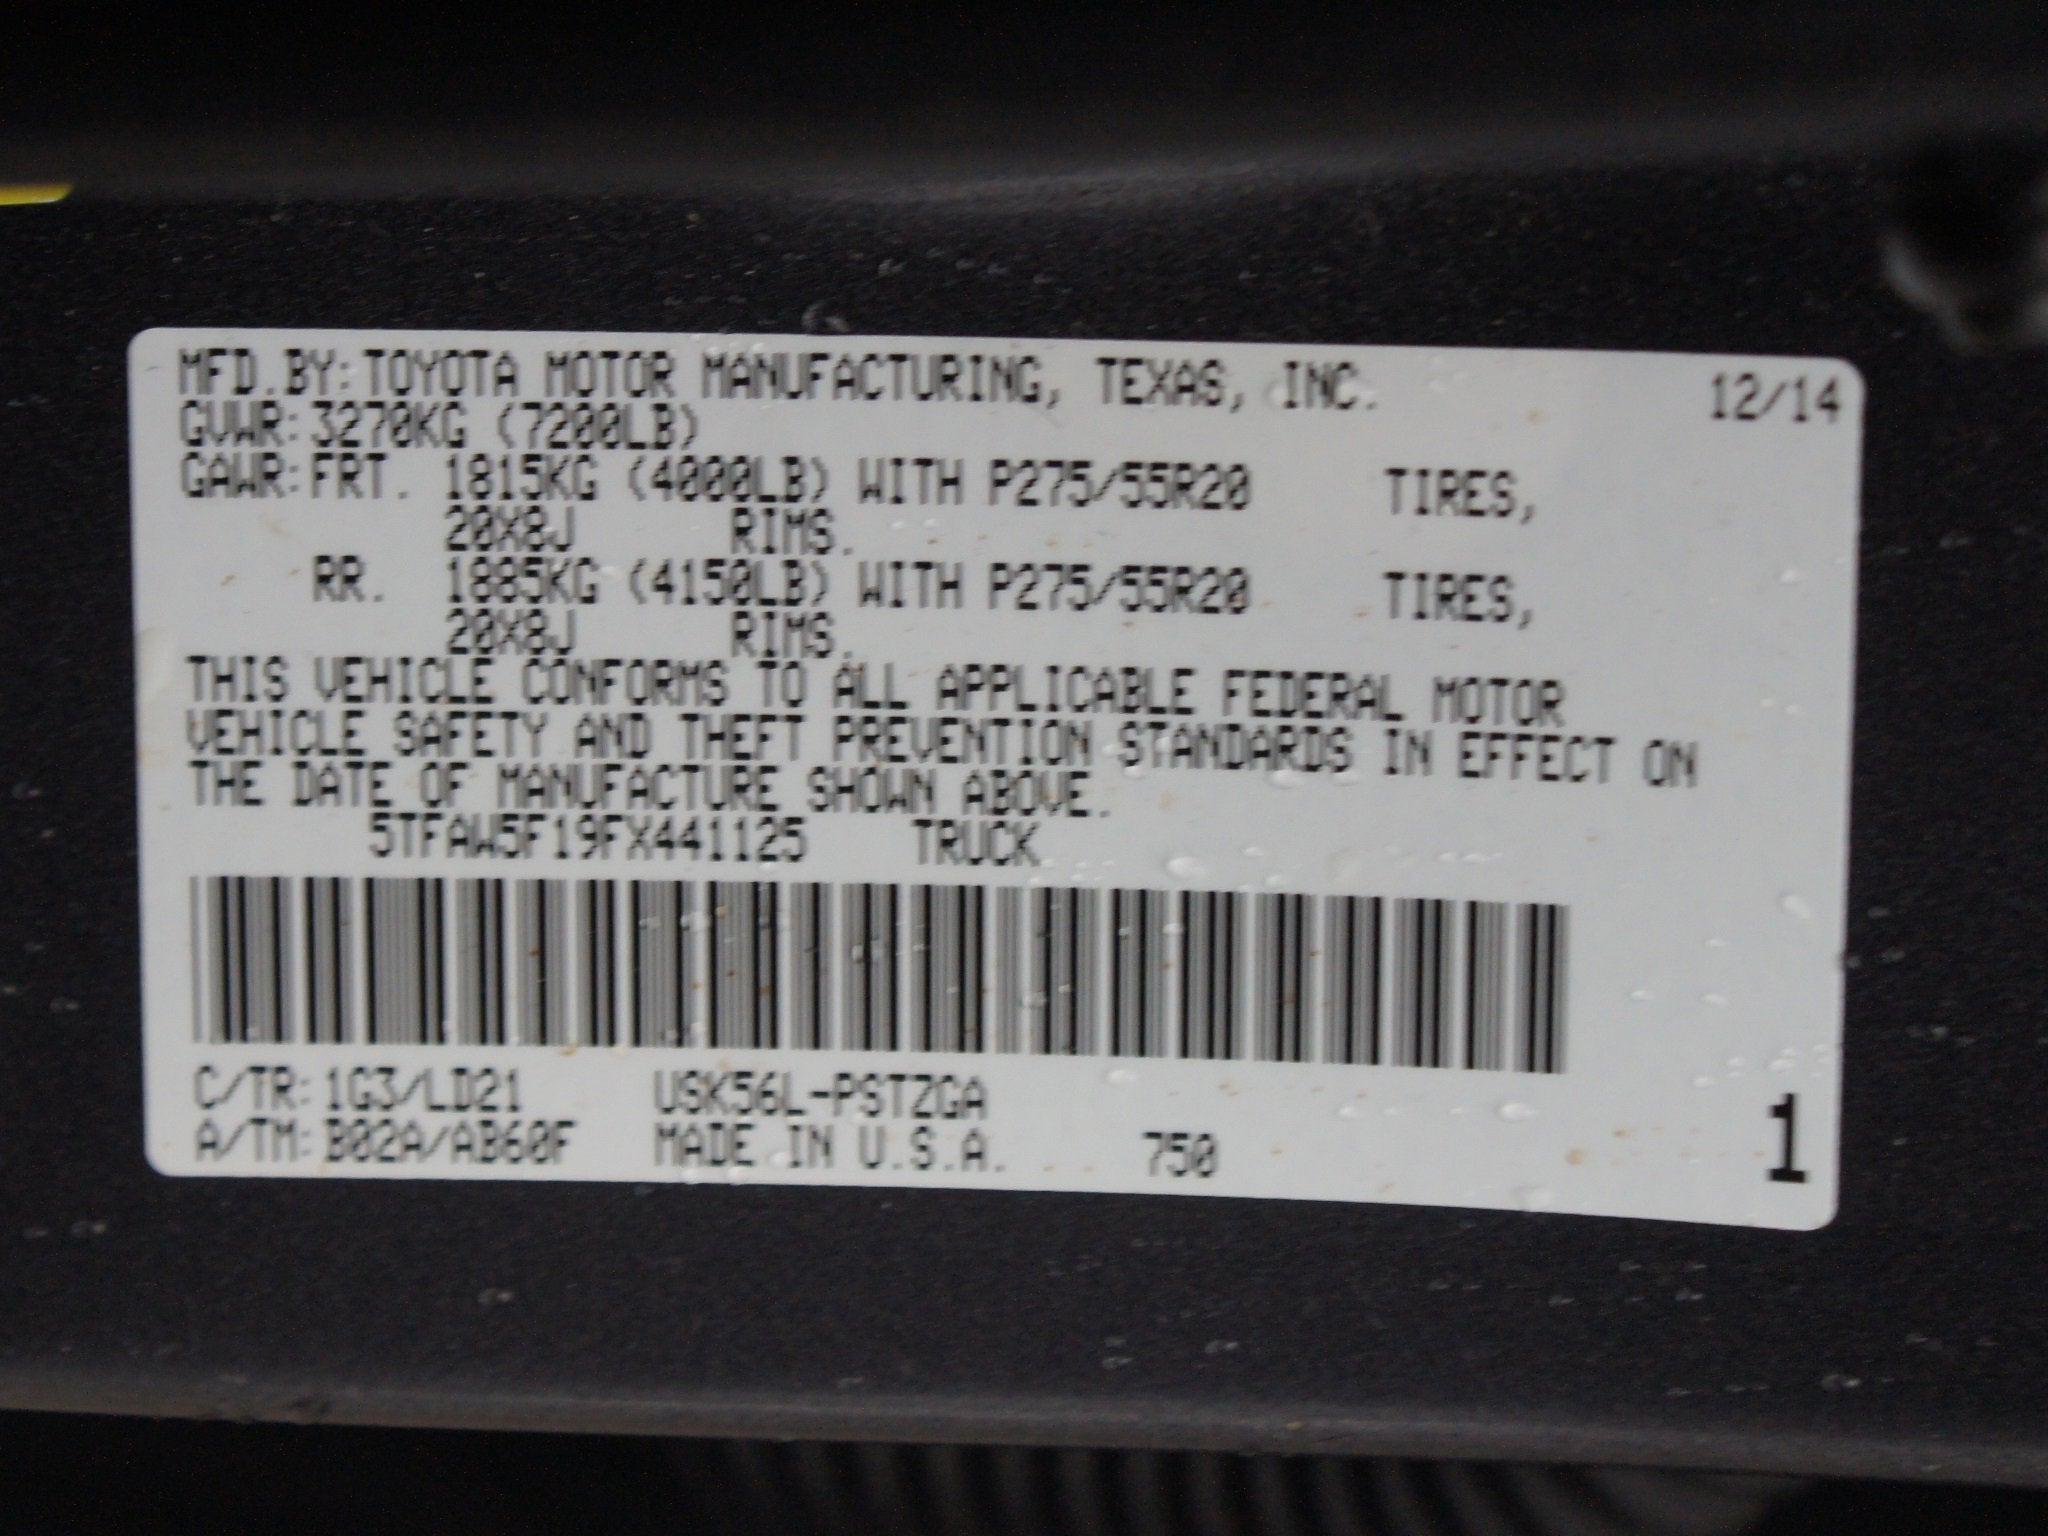 MFD.BY:TOYOTA MOTOR MANUFACTURING, TEXAS, INC. 12/14
GVWR:3270KG (7200LB)
GAWR:FRT. 1815KG (4000LB) WITH P275/55R20 TIRES,
20X8J RIMS.
RR. 1885KG (4150LB) WITH P275/55R20 TIRES,
20X8J RIMS.
THIS VEHICLE CONFORMS TO ALL APPLICABLE FEDERAL MOTOR
VEHICLE SAFETY AND THEFT PREVENTION STANDARDS IN EFFECT ON
THE DATE OF MANUFACTURE SHOWN ABOVE.
5TFAW5F19FX441125 TRUCK
C/TR:1G3/LD21 USK56L-PSTZGA
A/TM:B02A/AB60F MADE IN U.S.A. 750 1